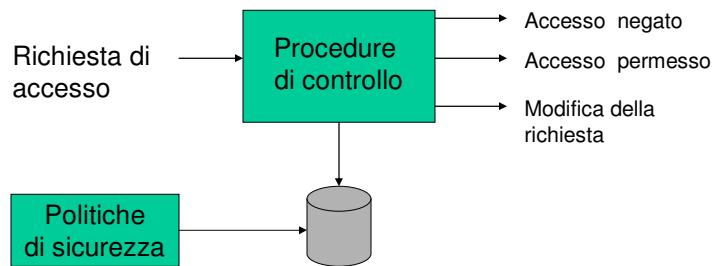 Richiesta di
accesso
Procedure
di controllo
Accesso negato
Accesso permesso
Modifica della
richiesta
Politiche
di sicurezza